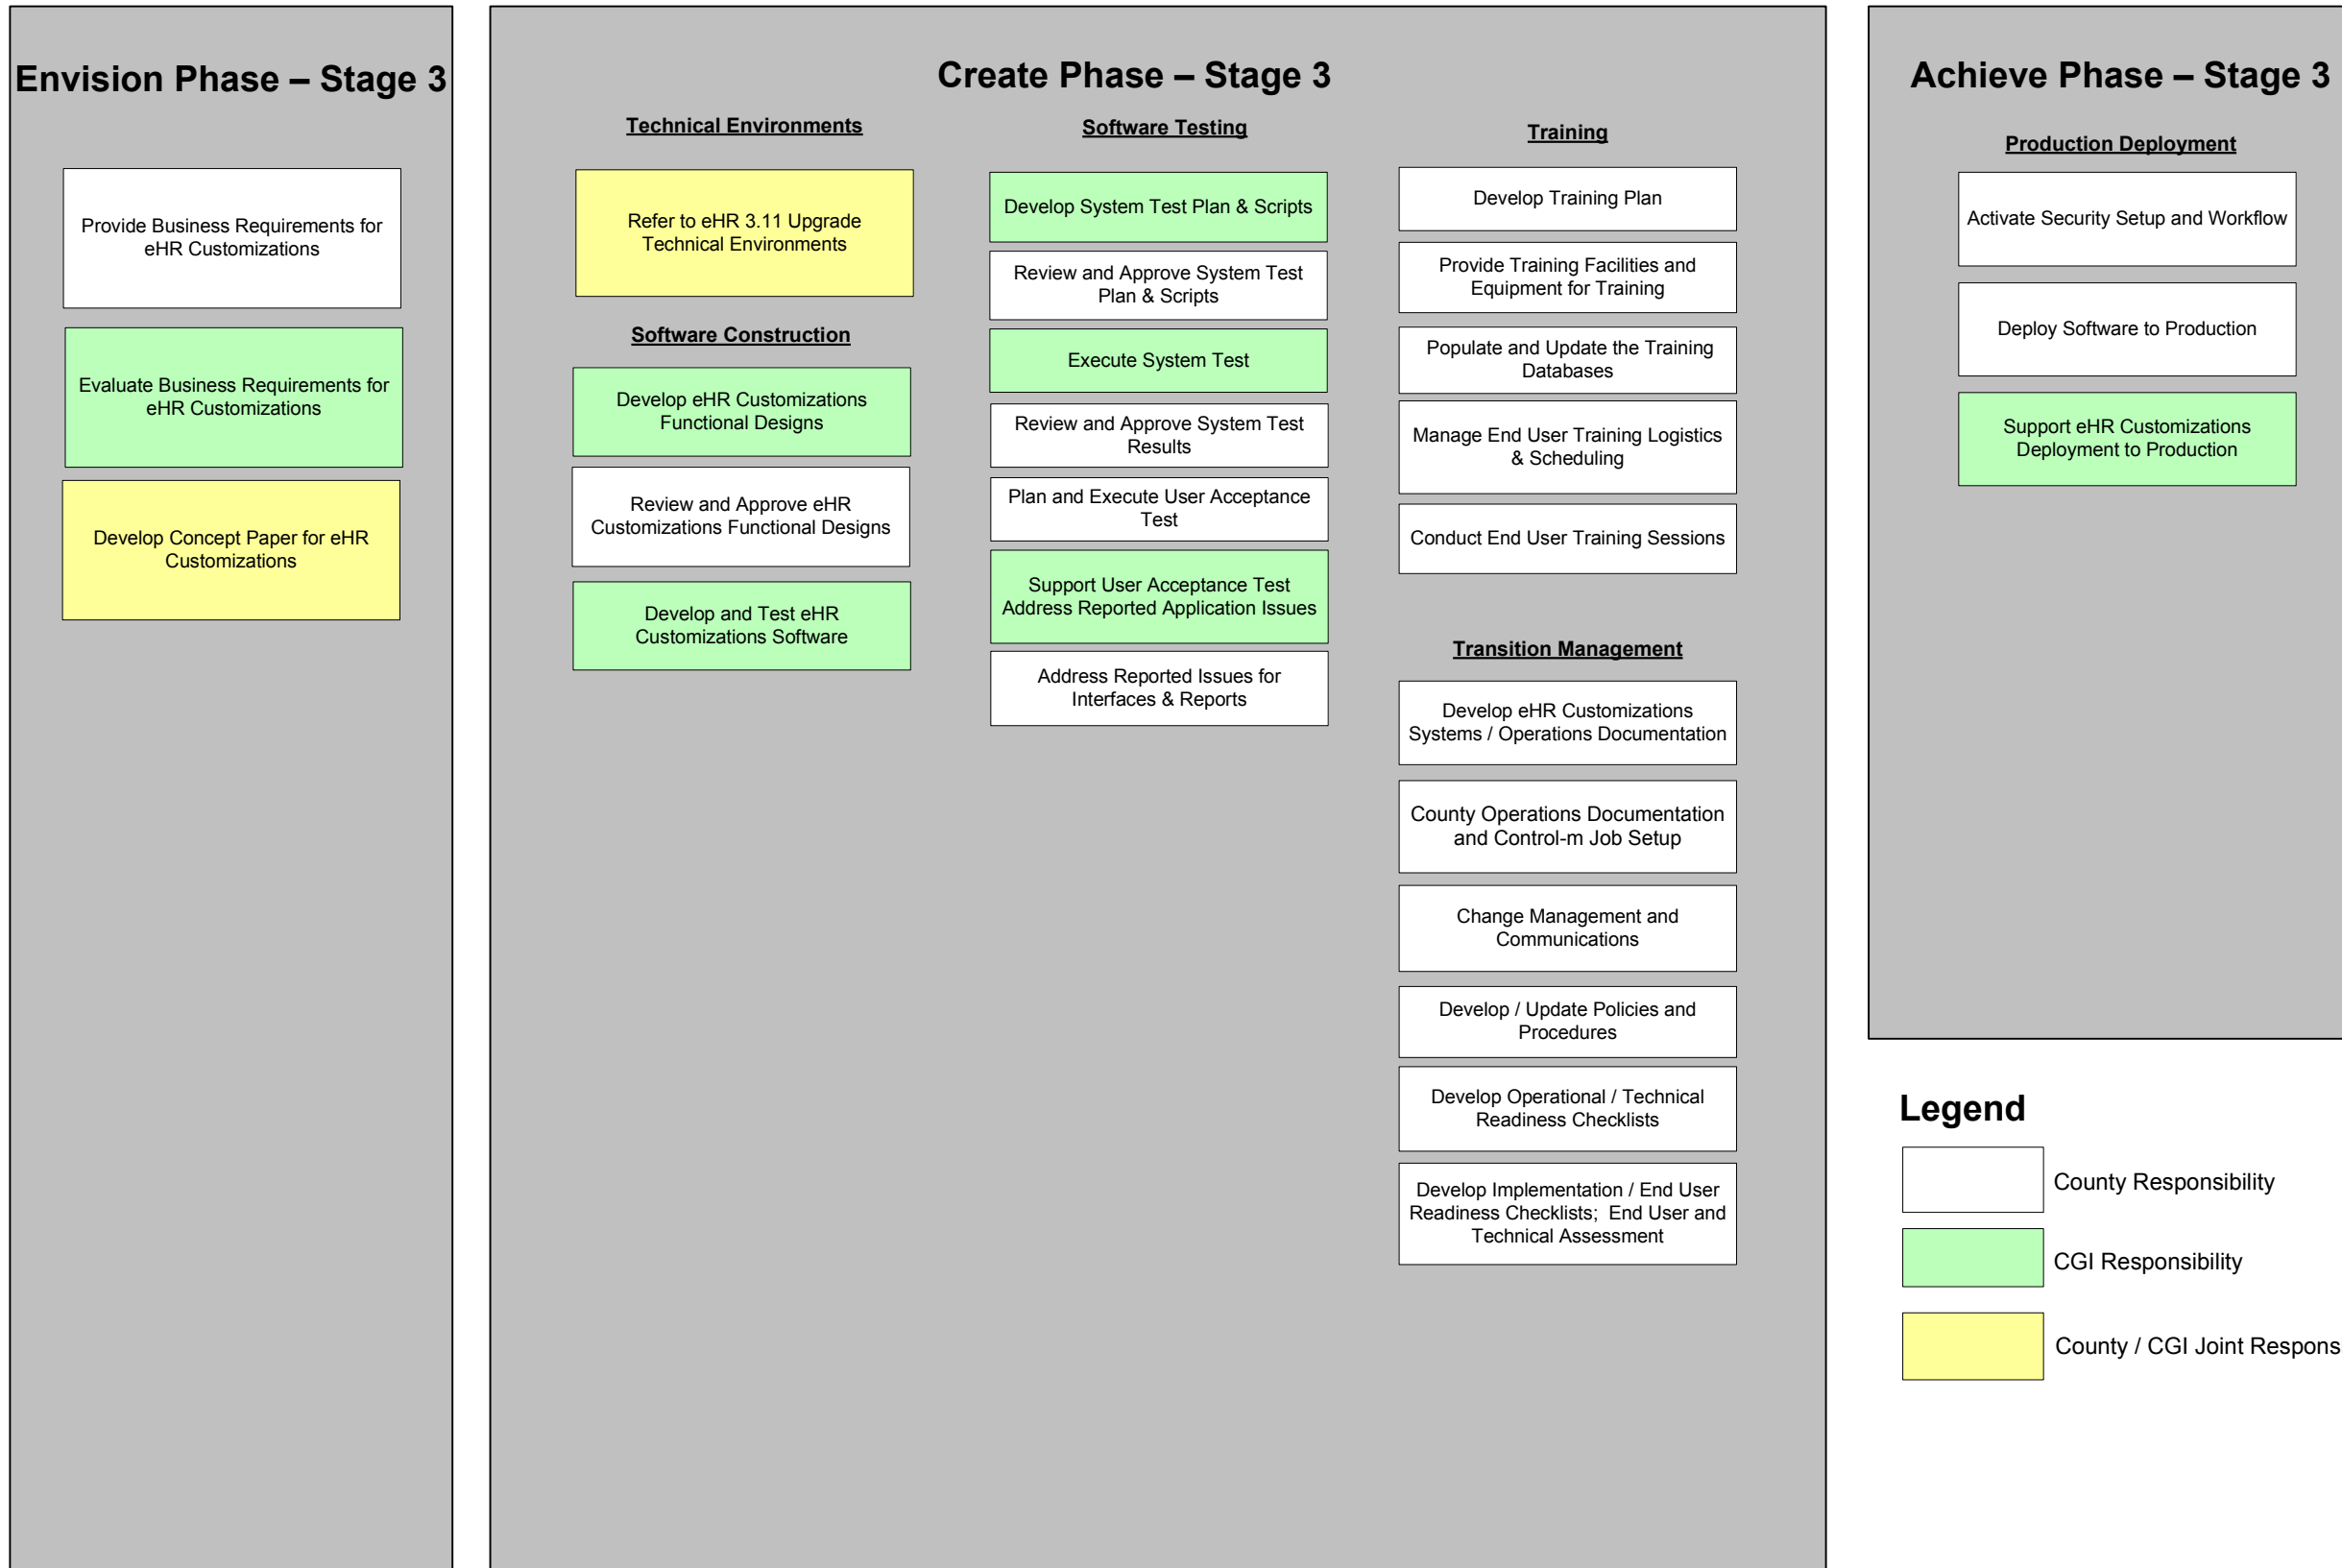 Envision Phase – Stage 3
Provide Business Requirements for
eHR Customizations
Evaluate Business Requirements for
eHR Customizations
Develop Concept Paper for eHR
Customizations
Create Phase – Stage 3
Technical Environments
Refer to eHR 3.11 Upgrade
Technical Environments
Software Construction
Develop eHR Customizations
Functional Designs
Review and Approve eHR
Customizations Functional Designs
Develop and Test eHR
Customizations Software
Software Testing
Develop System Test Plan & Scripts
Review and Approve System Test
Plan & Scripts
Execute System Test
Review and Approve System Test
Results
Plan and Execute User Acceptance
Test
Support User Acceptance Test
Address Reported Application Issues
Address Reported Issues for
Interfaces & Reports
Training
Develop Training Plan
Provide Training Facilities and
Equipment for Training
Populate and Update the Training
Databases
Manage End User Training Logistics
& Scheduling
Conduct End User Training Sessions
Transition Management
Develop eHR Customizations
Systems / Operations Documentation
County Operations Documentation
and Control-m Job Setup
Change Management and
Communications
Develop / Update Policies and
Procedures
Develop Operational / Technical
Readiness Checklists
Develop Implementation / End User
Readiness Checklists; End User and
Technical Assessment
Achieve Phase – Stage 3
Production Deployment
Activate Security Setup and Workflow
Deploy Software to Production
Support eHR Customizations
Deployment to Production
Legend
County Responsibility
CGI Responsibility
County / CGI Joint Respons